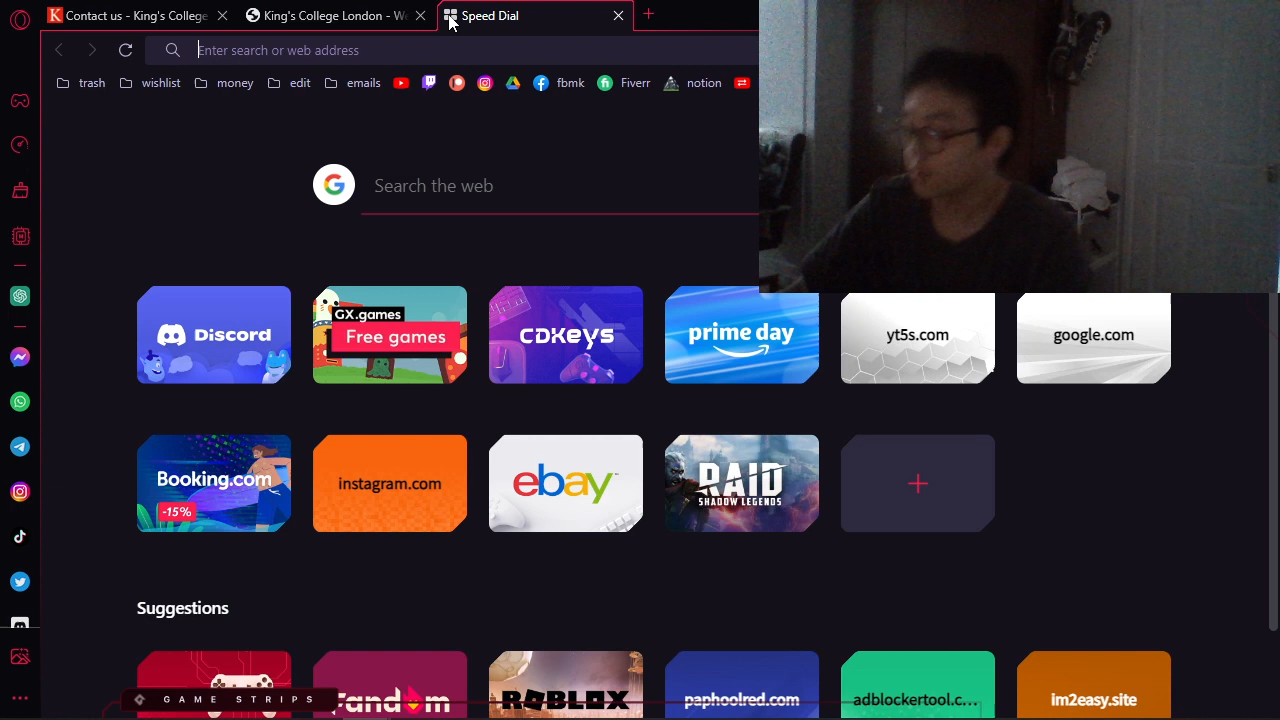 Contact us - King's College
King's College London - We
Speed Dial
Enter search or web address
trash
wishlist
money
edit
emails
fbmk
Fiverr
notion
Search the web
Discord
GX.games
Free games
CDKEYS
prime day
yt5s.com
google.com
Booking.com
-15%
instagram.com
ebay
RAID
SHADOW LEGENDS
Suggestions
Fandom
ROBLOX
paphoolred.com
adblockertool.c...
im2easy.site
GAME STRIPS